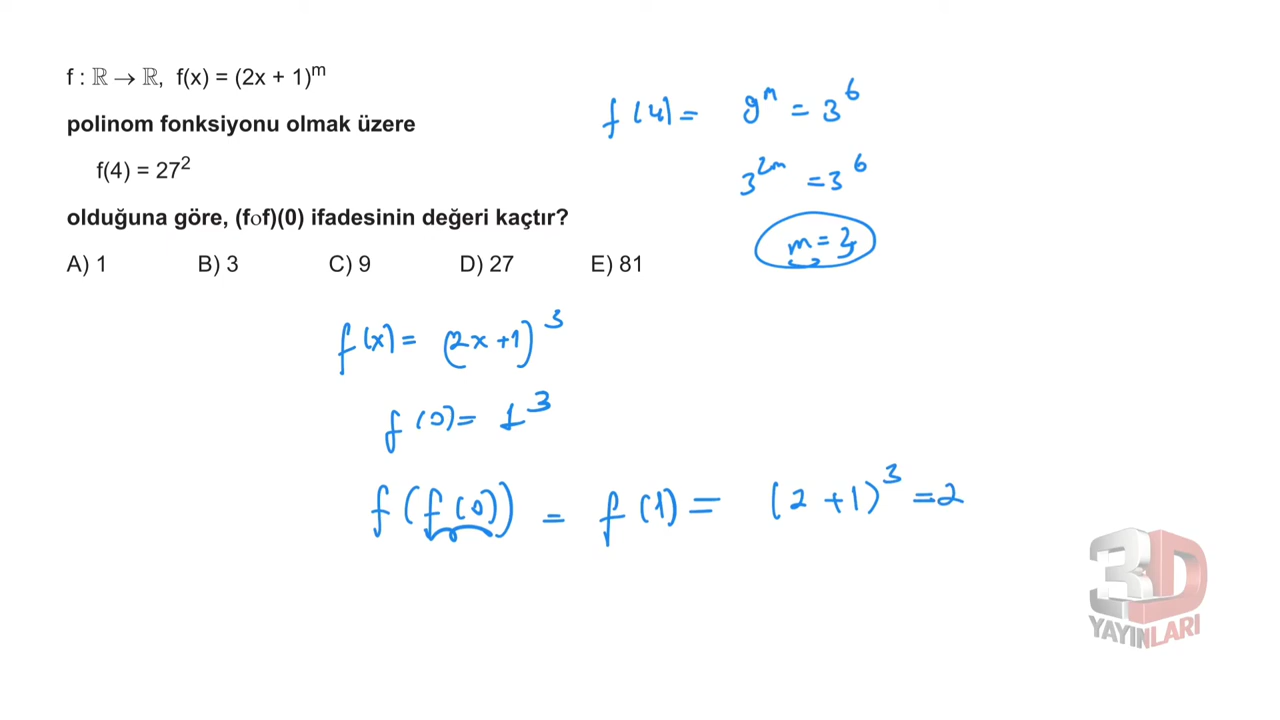 f : ℝ → ℝ, f(x) = (2x + 1)^m
polinom fonksiyonu olmak üzere
f(4) = 27²
olduğuna göre, (fof)(0) ifadesinin değeri kaçtır?
A) 1 B) 3 C) 9 D) 27 E) 81
f(4) = 9^m = 3^6
3^2m = 3^6
m = 3
f(x) = (2x+1)^3
f(0) = 1^3
f(f(0)) = f(1) = (2+1)^3 = 2
3D
YAYINLARI